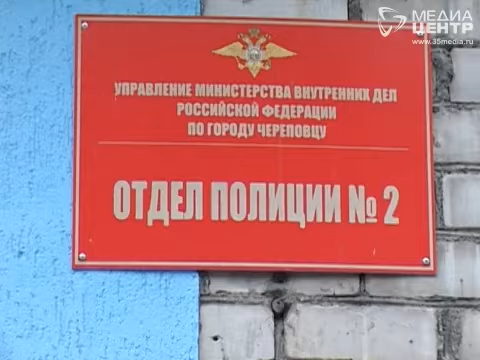 МЕДИА
ЦЕНТР
www.35media.ru
УПРАВЛЕНИЕ МИНИСТЕРСТВА ВНУТРЕННИХ ДЕЛ
РОССИЙСКОЙ ФЕДЕРАЦИИ
ПО ГОРОДУ ЧЕРЕПОВЦУ
ОТДЕЛ ПОЛИЦИИ № 2